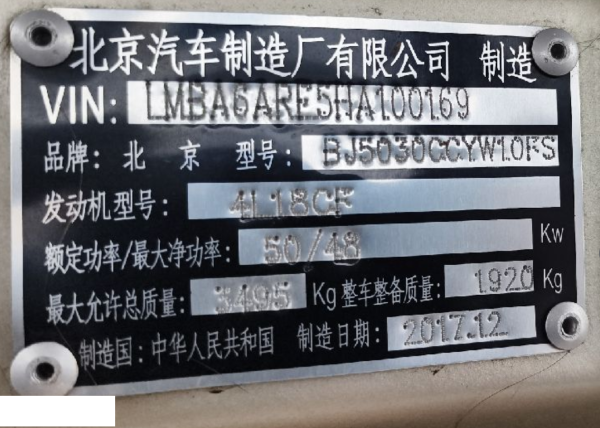 北京汽车制造厂有限公司 制造
VIN: LMBA6ARE5HA100169
品牌: 北 京 型号: BJ5030CCYW10FS
发动机型号: 4L18CF
额定功率/最大净功率: 50/48 Kw
最大允许总质量: 3495 Kg 整车整备质量: 1920 Kg
制造国: 中华人民共和国 制造日期: 2017.12